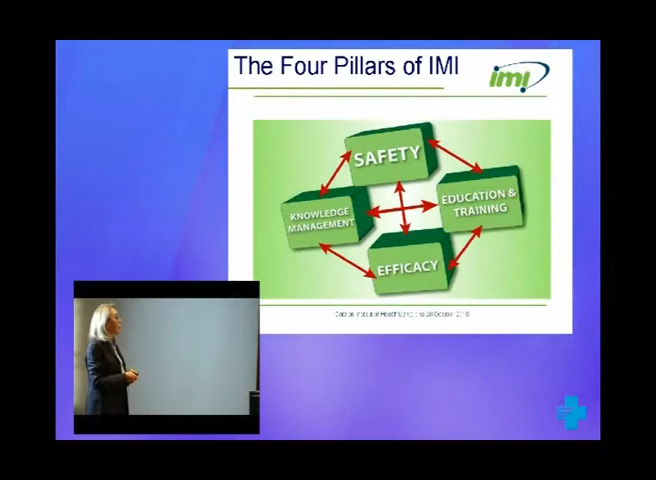 The Four Pillars of IMI
imi
SAFETY
EDUCATION &
TRAINING
KNOWLEDGE
MANAGEMENT
EFFICACY